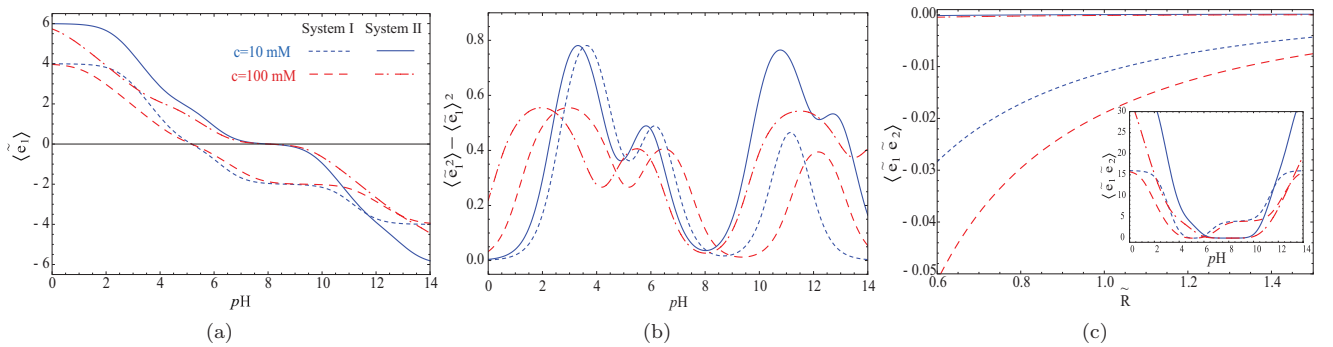 System I System II
c=10 mM
c=100 mM
6
4
2
0
-2
-4
-6
⟨ẽ₁⟩
0 2 4 6 8 10 12 14
pH
(a)
0.8
0.6
0.4
0.2
0.0
⟨ẽ₁²⟩ − ⟨ẽ₁⟩²
0 2 4 6 8 10 12 14
pH
(b)
0.00
- 0.01
- 0.02
-0.03
- 0.04
-0.05
⟨ẽ₁ ẽ₂⟩
0.6 0.8 1.0 1.2 1.4
R̃
30
25
20
15
10
5
0
⟨ẽ₁ ẽ₂⟩
0 2 4 6 8 10 12 14
pH
(c)